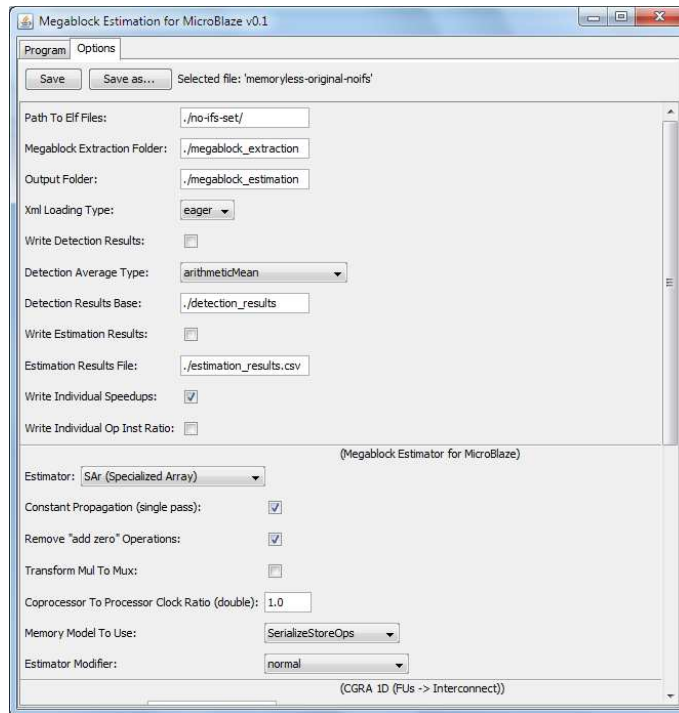 Megablock Estimation for MicroBlaze v0.1
Program Options
Save Save as... Selected file: 'memoryless-original-noifs'
Path To Elf Files: ./no-ifs-set/
Megablock Extraction Folder: ./megablock_extraction
Output Folder: ./megablock_estimation
Xml Loading Type: eager
Write Detection Results:
Detection Average Type: arithmeticMean
Detection Results Base: ./detection_results
Write Estimation Results:
Estimation Results File: ./estimation_results.csv
Write Individual Speedups:
Write Individual Op Inst Ratio:
(Megablock Estimator for MicroBlaze)
Estimator: SAr (Specialized Array)
Constant Propagation (single pass):
Remove "add zero" Operations:
Transform Mul To Mux:
Coprocessor To Processor Clock Ratio (double): 1.0
Memory Model To Use: SerializeStoreOps
Estimator Modifier: normal
(CGRA 1D (FUs -> Interconnect))